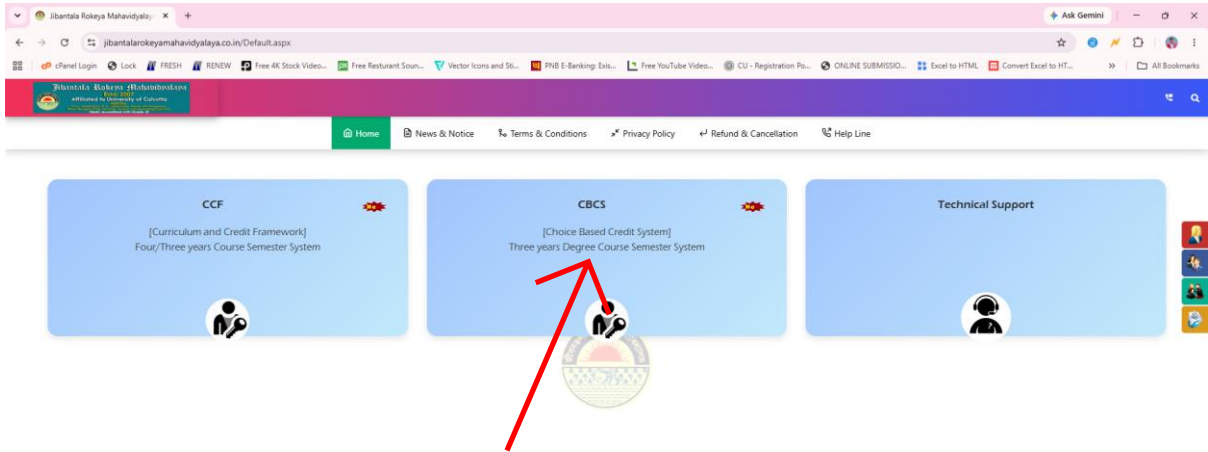 Jibantala Rokeya Mahavidyalay
Ask Gemini
jibantalarokeyamahavidyalaya.co.in/Default.aspx
cPanel Login Lock FRESH RENEW Free 4K Stock Video... Free Resturant Soun... Vector Icons and Sti... PNB E-Banking: Exis... Free YouTube Video... CU - Registration Po... ONLINE SUBMISSIO... Excel to HTML Convert Excel to HT... » All Bookmarks
Jibantala Rokeya Mahavidyalaya
Estd: 2007
Affiliated to University of Calcutta
Home News & Notice Terms & Conditions Privacy Policy Refund & Cancellation Help Line
CCF
[Curriculum and Credit Framework]
Four/Three years Course Semester System
CBCS
[Choice Based Credit System]
Three years Degree Course Semester System
Technical Support